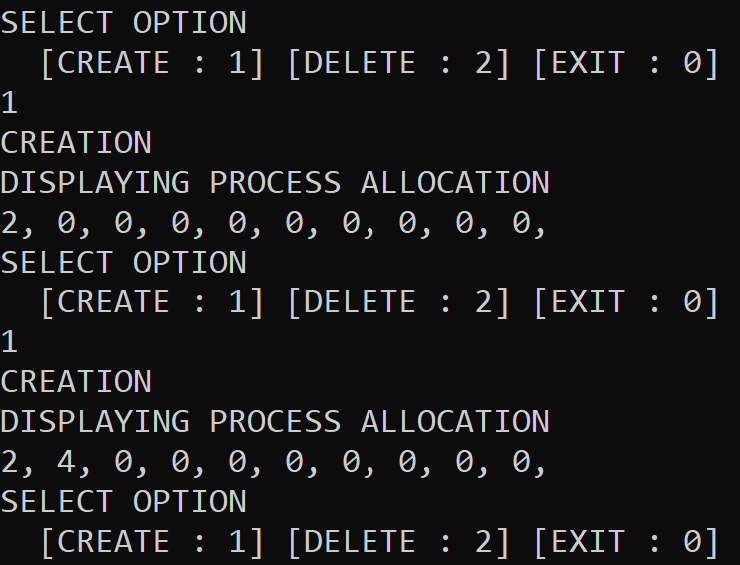 SELECT OPTION
  [CREATE : 1] [DELETE : 2] [EXIT : 0]
1
CREATION
DISPLAYING PROCESS ALLOCATION
2, 0, 0, 0, 0, 0, 0, 0, 0, 0,
SELECT OPTION
  [CREATE : 1] [DELETE : 2] [EXIT : 0]
1
CREATION
DISPLAYING PROCESS ALLOCATION
2, 4, 0, 0, 0, 0, 0, 0, 0, 0,
SELECT OPTION
  [CREATE : 1] [DELETE : 2] [EXIT : 0]